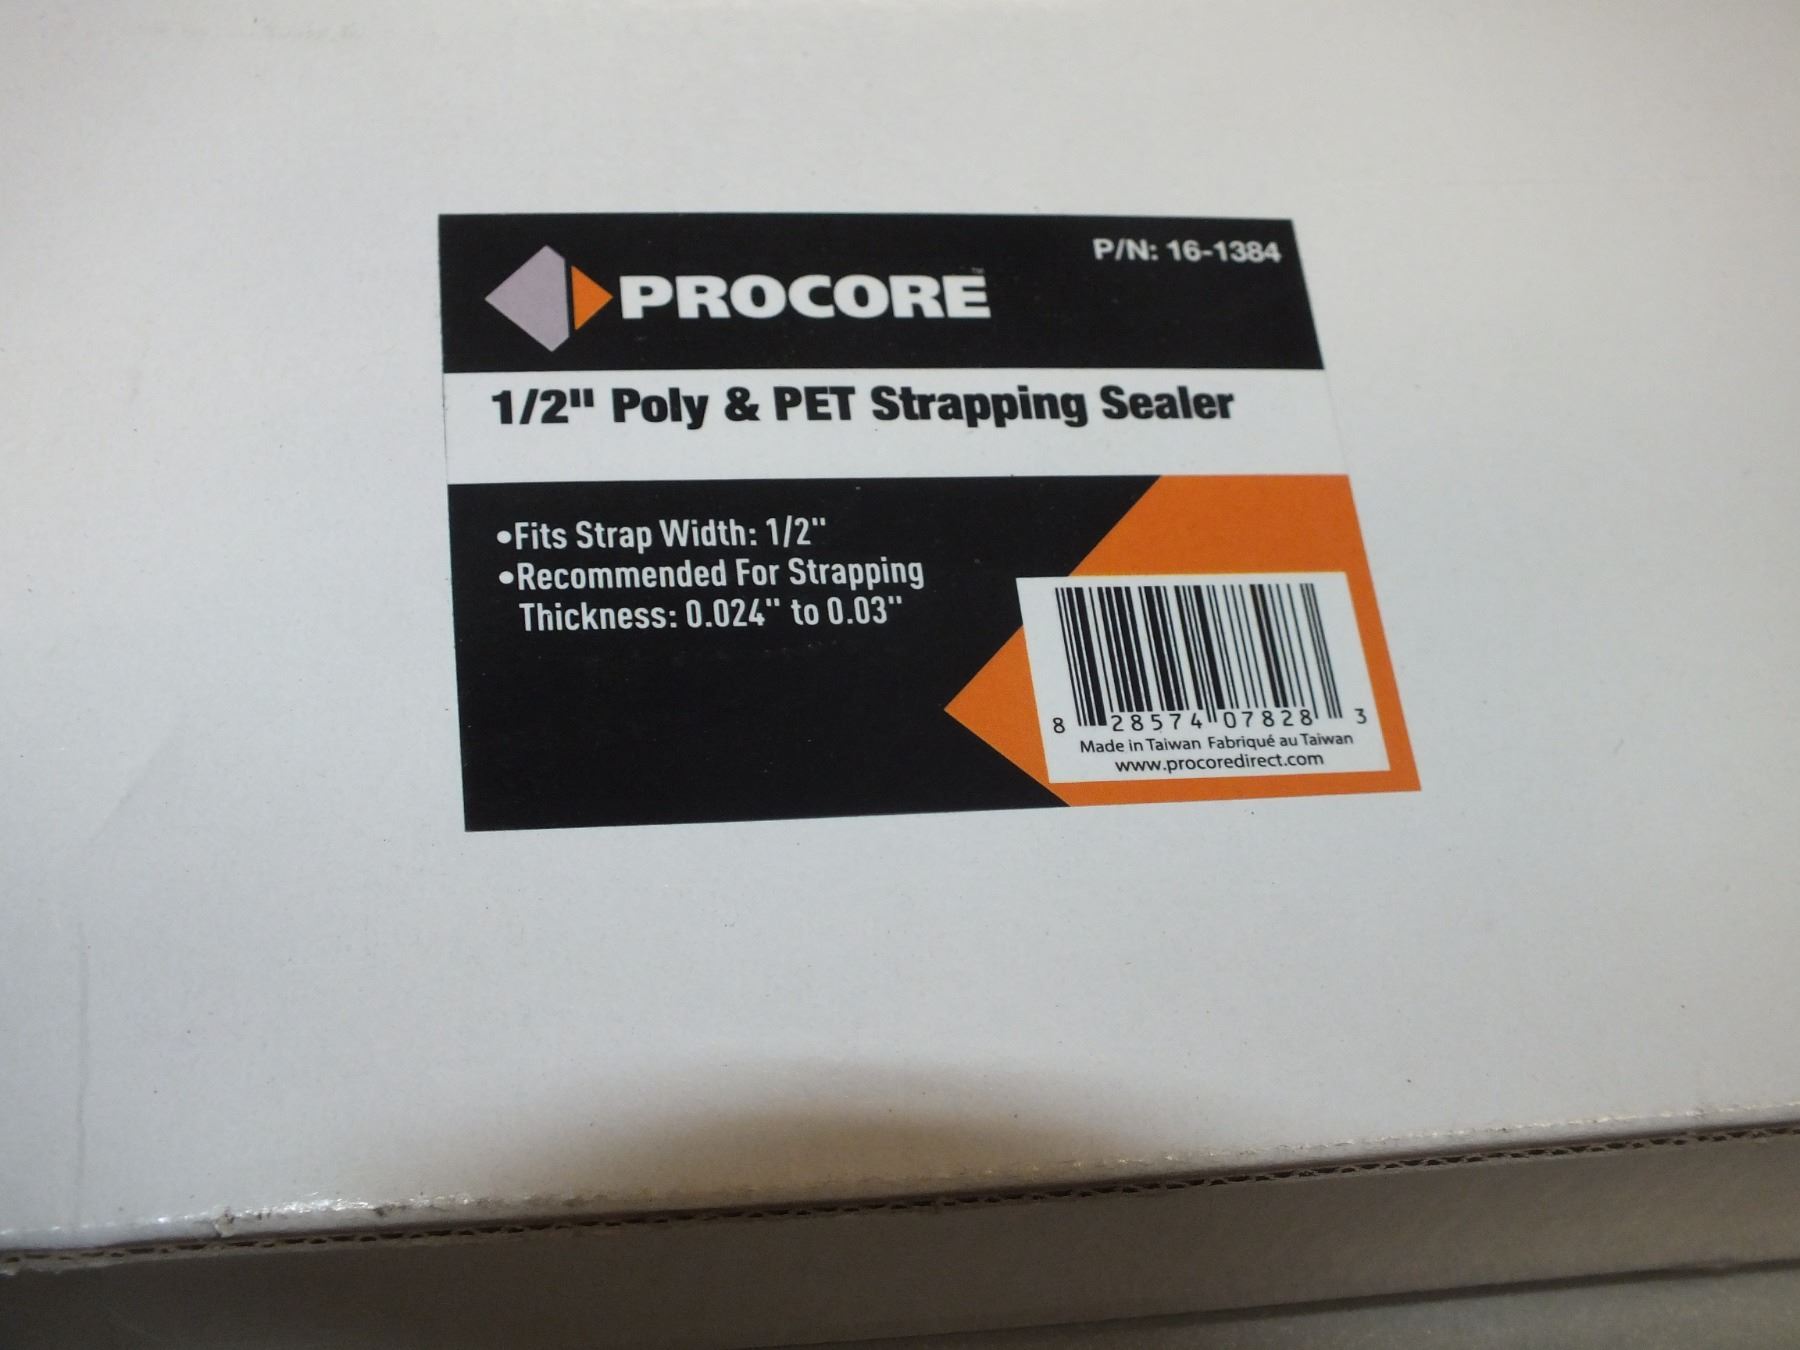 PROCORE™
P/N: 16-1384
1/2" Poly & PET Strapping Sealer
•Fits Strap Width: 1/2"
•Recommended For Strapping
Thickness: 0.024" to 0.03"
8 28574 07828 3
Made in Taiwan Fabriqué au Taiwan
www.procoredirect.com